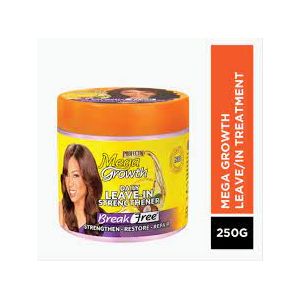 PROFECTIV
Mega
Growth
DAILY
LEAVE-IN
STRENGTHENER
Break Free
STRENGTHEN - RESTORE - REPAIR
MEGA GROWTH
LEAVE/IN TREATMENT
250G